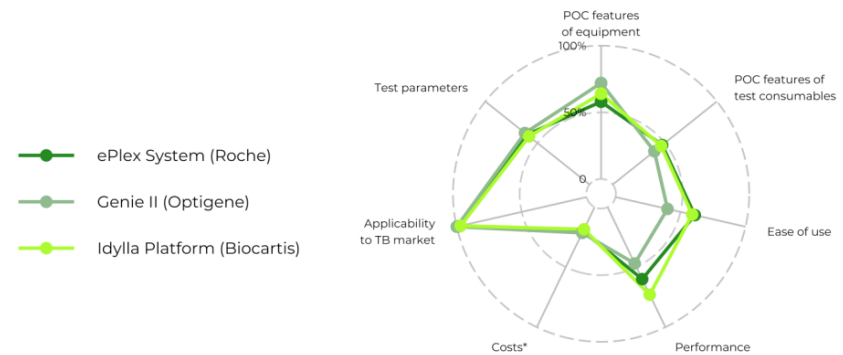 POC features
of equipment
100%
POC features of
test consumables
Test parameters
50%
ePlex System (Roche)
0
Genie II (Optigene)
Applicability
to TB market
Ease of use
Idylla Platform (Biocartis)
Costs*
Performance